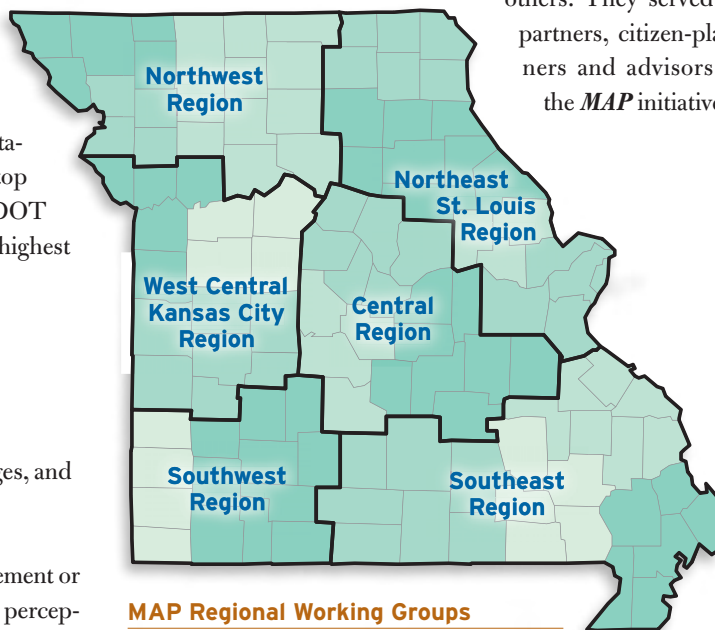 others. They served
partners, citizen-pla
ners and advisors
the MAP initiative
ta-
top
DOT
highest
ges, and
ement or
percep-
Northwest
Region
Northeast
St. Louis
Region
West Central
Kansas City
Region
Central
Region
Southwest
Region
Southeast
Region
MAP Regional Working Groups